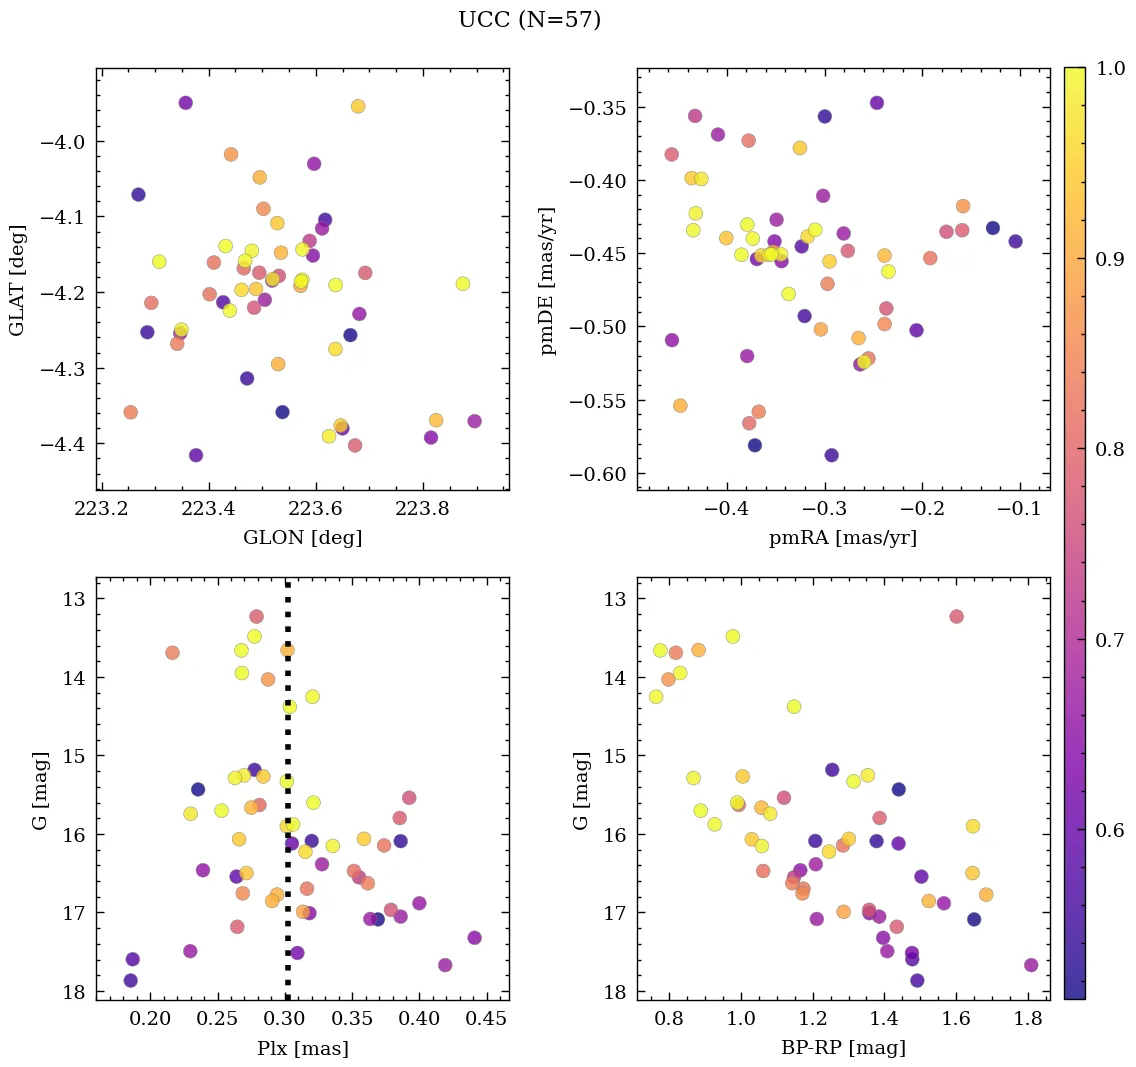 UCC (N=57)
−4.0
−4.1
−4.2
−4.3
−4.4
GLAT [deg]
223.2 223.4 223.6 223.8
GLON [deg]
−0.35
−0.40
−0.45
−0.50
−0.55
−0.60
pmDE [mas/yr]
−0.4 −0.3 −0.2 −0.1
pmRA [mas/yr]
13
14
15
16
17
18
G [mag]
0.20 0.25 0.30 0.35 0.40 0.45
Plx [mas]
13
14
15
16
17
18
G [mag]
0.8 1.0 1.2 1.4 1.6 1.8
BP-RP [mag]
1.0
0.9
0.8
0.7
0.6